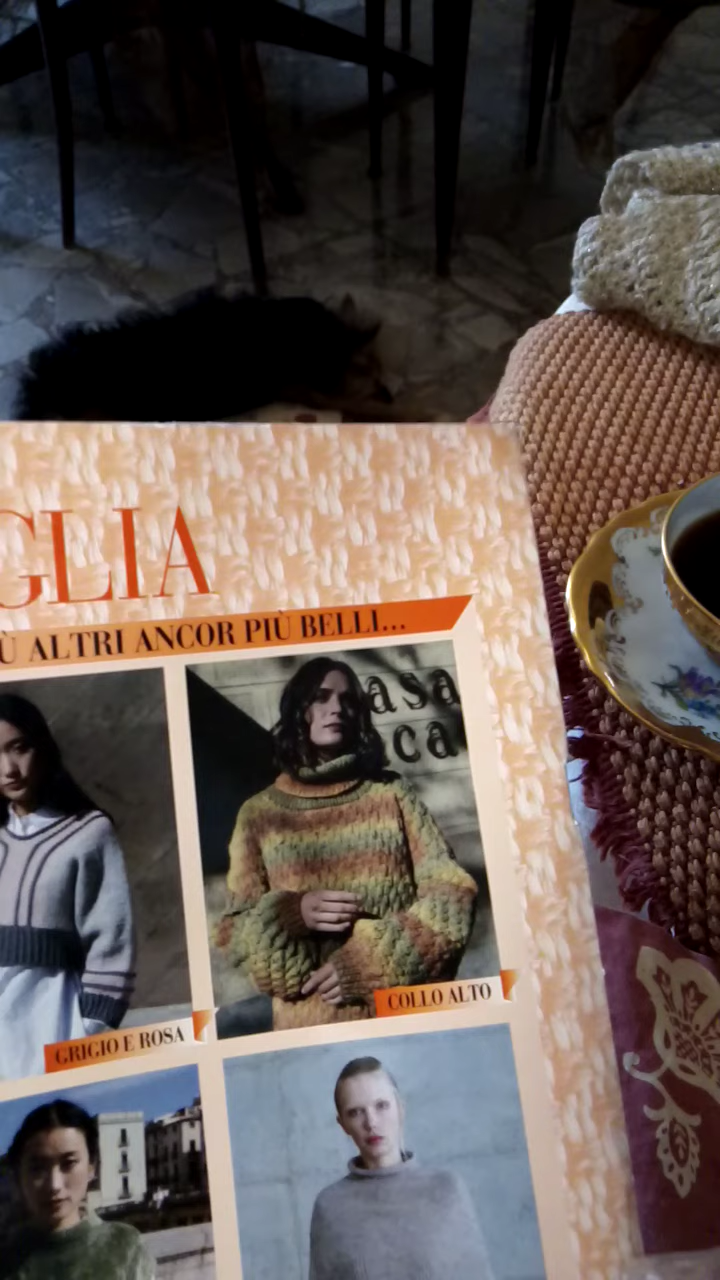 GLIA
Ù ALTRI ANCOR PIÙ BELLI...
asa
ca
GRIGIO E ROSA
COLLO ALTO